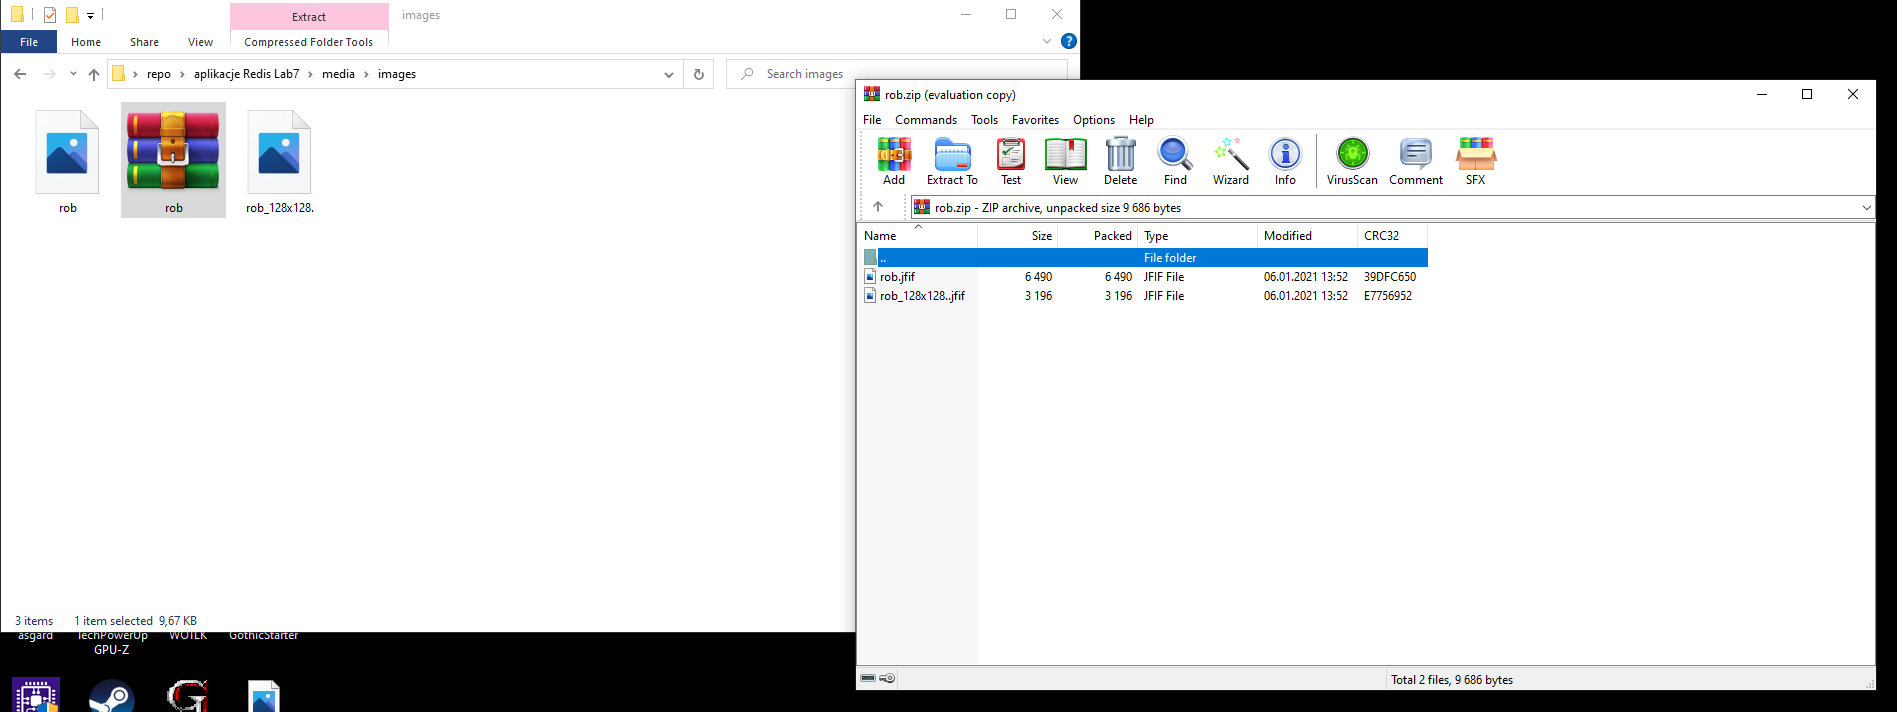 Extract
images
File
Home
Share
View
Compressed Folder Tools
repo
aplikacje Redis Lab7
media
images
Search images
rob
rob
rob_128x128.
3 items
1 item selected 9,67 KB
asgard
TechPowerUp GPU-Z
WOTLK
GothicStarter
rob.zip (evaluation copy)
File
Commands
Tools
Favorites
Options
Help
Add
Extract To
Test
View
Delete
Find
Wizard
Info
VirusScan
Comment
SFX
rob.zip - ZIP archive, unpacked size 9 686 bytes
Name Size Packed Type Modified CRC32
.. File folder
rob.jfif 6 490 6 490 JFIF File 06.01.2021 13:52 39DFC650
rob_128x128..jfif 3 196 3 196 JFIF File 06.01.2021 13:52 E7756952
Total 2 files, 9 686 bytes